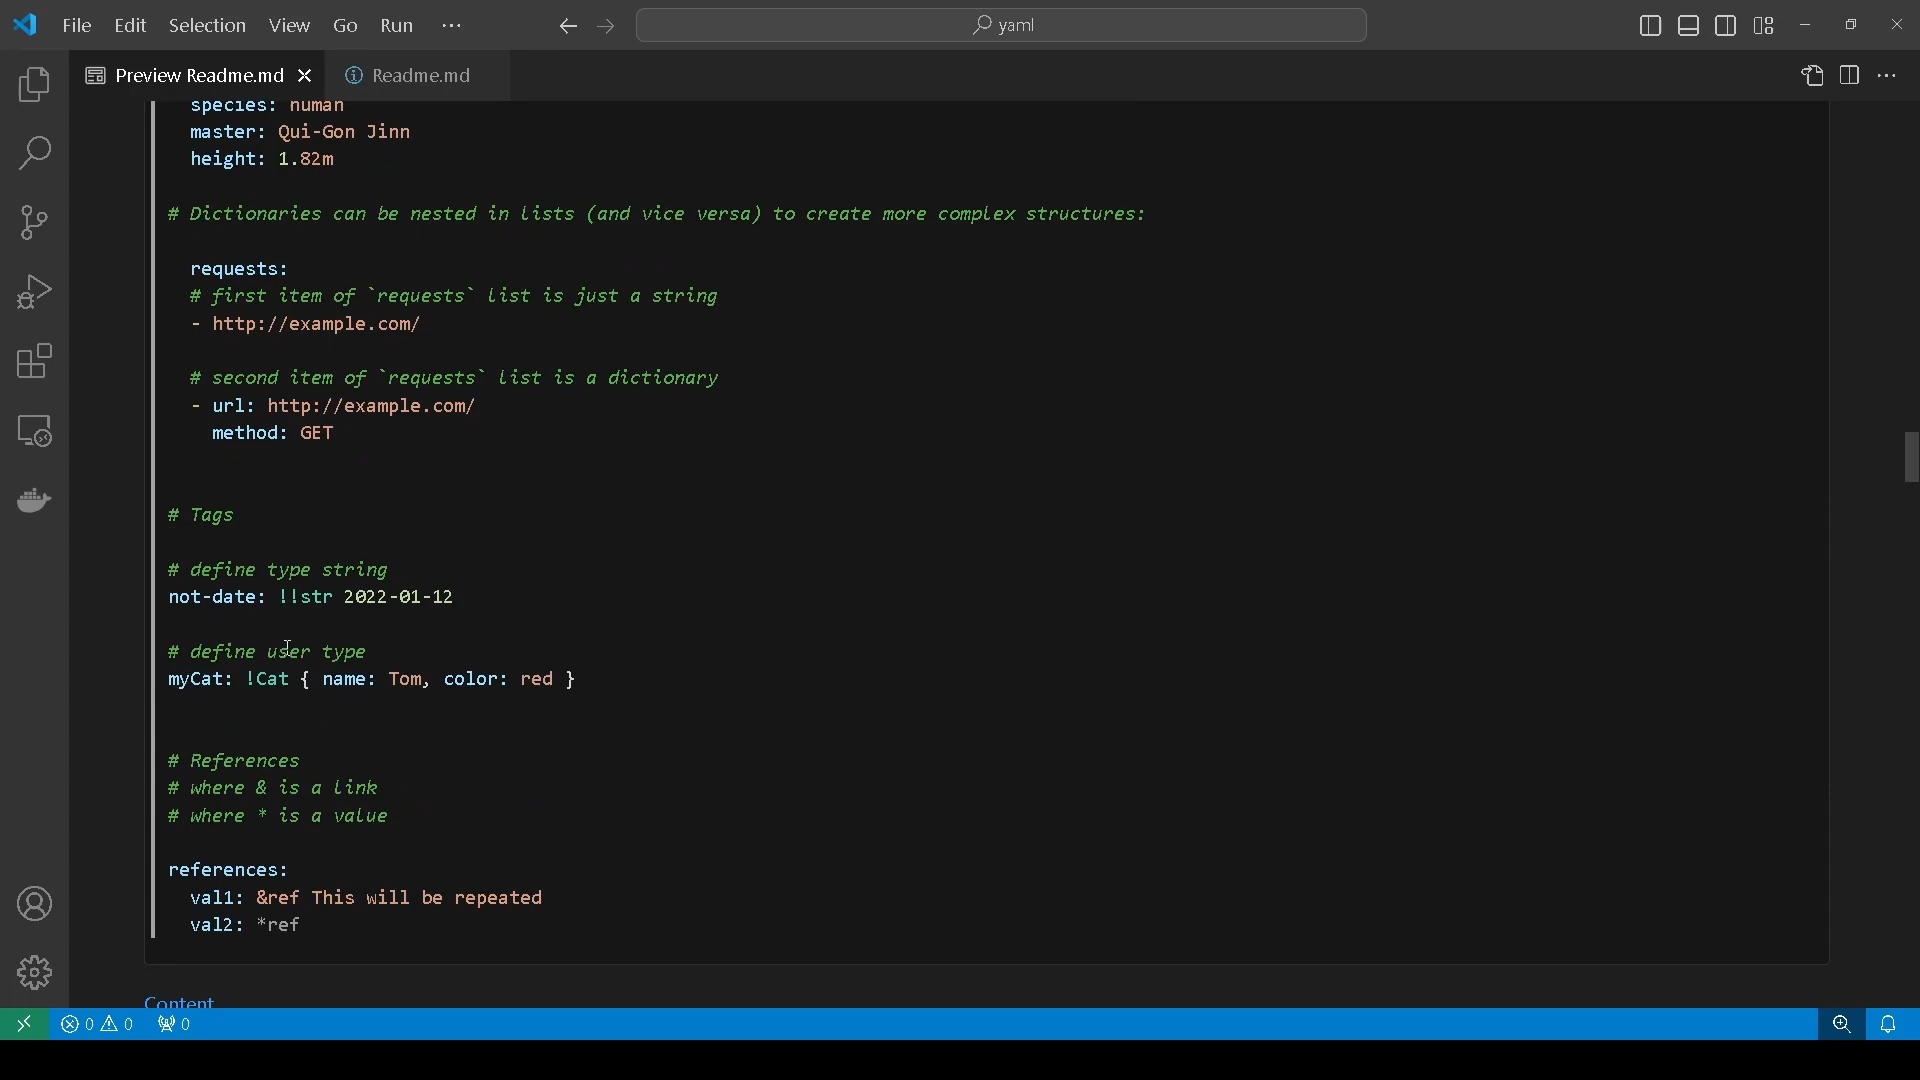 File Edit Selection View Go Run ··· yaml
Preview Readme.md Readme.md
species: human
master: Qui-Gon Jinn
height: 1.82m
# Dictionaries can be nested in lists (and vice versa) to create more complex structures:
requests:
# first item of `requests` list is just a string
- http://example.com/
# second item of `requests` list is a dictionary
- url: http://example.com/
method: GET
# Tags
# define type string
not-date: !!str 2022-01-12
# define user type
myCat: !Cat { name: Tom, color: red }
# References
# where & is a link
# where * is a value
references:
val1: &ref This will be repeated
val2: *ref
Content
0 0 0